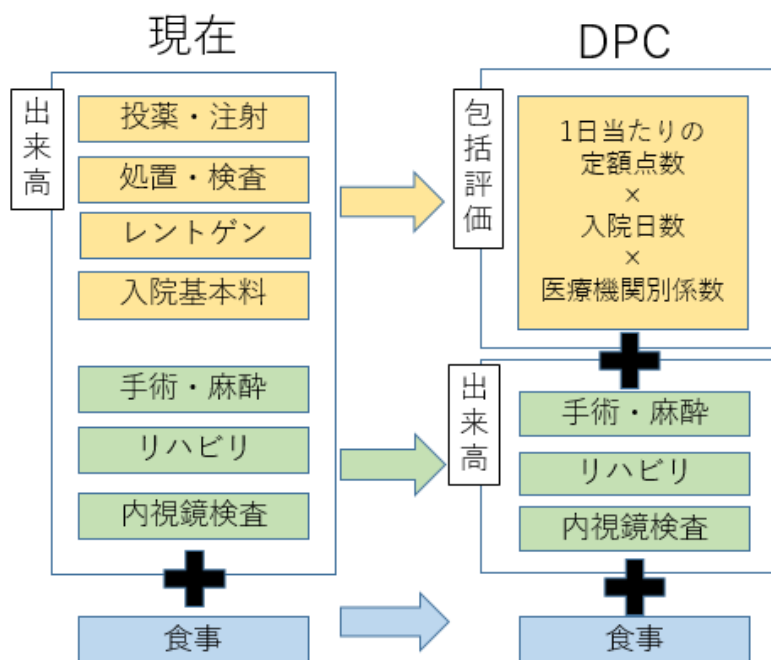 現在
出来高
投薬・注射
処置・検査
レントゲン
入院基本料
手術・麻酔
リハビリ
内視鏡検査
食事
DPC
包括評価
1日当たりの
定額点数
×
入院日数
×
医療機関別係数
出来高
手術・麻酔
リハビリ
内視鏡検査
食事